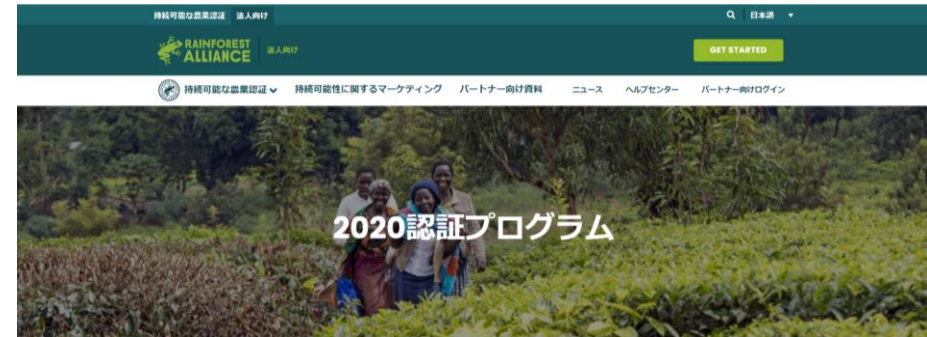 持続可能な農業認証 法人向け 日本語
RAINFOREST
ALLIANCE
法人向け
GET STARTED
持続可能な農業認証 持続可能性に関するマーケティング パートナー向け資料 ニュース ヘルプセンター パートナー向けログイン
2020認証プログラム